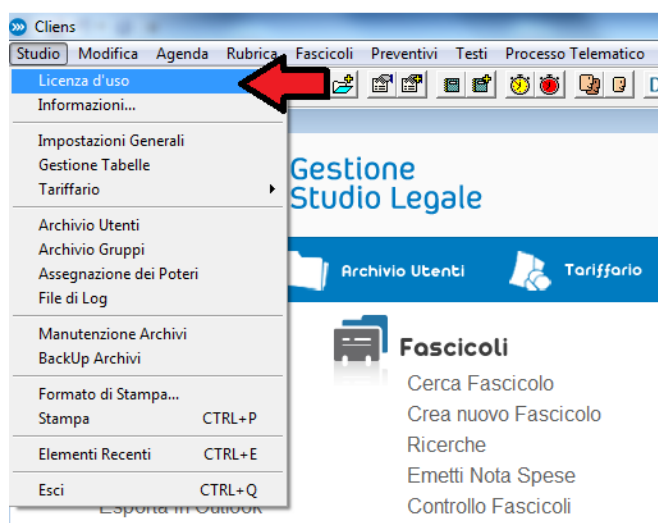 Cliens
Studio Modifica Agenda Rubrica Fascicoli Preventivi Testi Processo Telematico
Licenza d'uso
Informazioni...
Impostazioni Generali
Gestione Tabelle
Tariffario
Archivio Utenti
Archivio Gruppi
Assegnazione dei Poteri
File di Log
Manutenzione Archivi
BackUp Archivi
Formato di Stampa...
Stampa CTRL+P
Elementi Recenti CTRL+E
Esci CTRL+Q
Esporta in Outlook
Gestione
Studio Legale
Archivio Utenti Tariffario
Fascicoli
Cerca Fascicolo
Crea nuovo Fascicolo
Ricerche
Emetti Nota Spese
Controllo Fascicoli